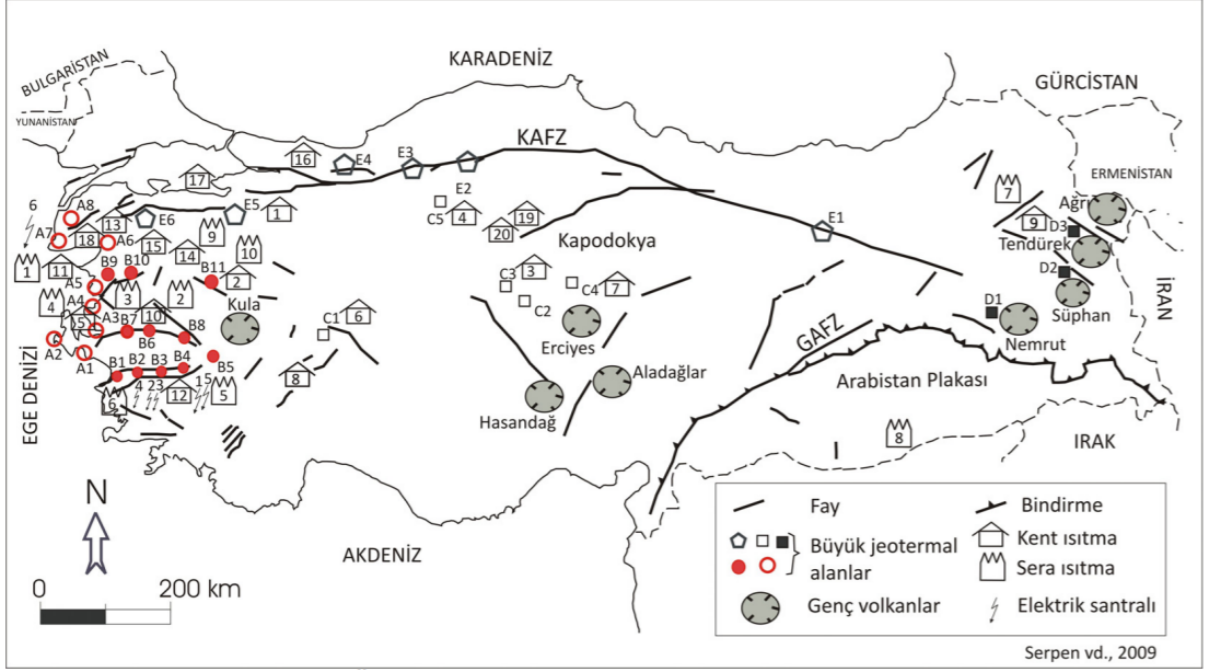 KARADENİZ
BULGARİSTAN
GÜRCİSTAN
YUNANİSTAN
KAFZ
16
E4
E3
17
ERMENİSTAN
E2
7
6
A8
C5
4
19
Ağrı
13
E6
E5
1
9
D3
A7
18
A6
15
9
20
Kapodokya
E1
Tendürek
1
11
14
10
B9
B10
B11
2
C3
3
D2
İRAN
A5
4
A4
3
2
Kula
C4
7
C2
D1
Süphan
15
A3
B7
10
B8
C1
6
GAFZ
Nemrut
A2
B6
Erciyes
A1
B1
B2
B3
B4
B5
8
Aladağlar
Arabistan Plakası
EGE DENİZİ
6
4
23
12
15
5
Hasandağ
8
IRAK
N
AKDENİZ
0
200 km
Fay
Bindirme
Büyük jeotermal
alanlar
Kent ısıtma
Sera ısıtma
Genç volkanlar
Elektrik santralı
Serpen vd., 2009